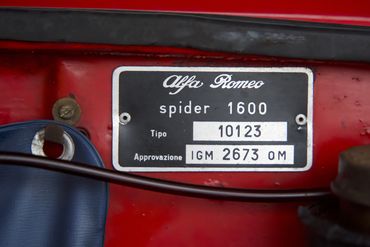 Alfa Romeo
spider 1600
Tipo 10123
Approvazione IGM 2673 OM